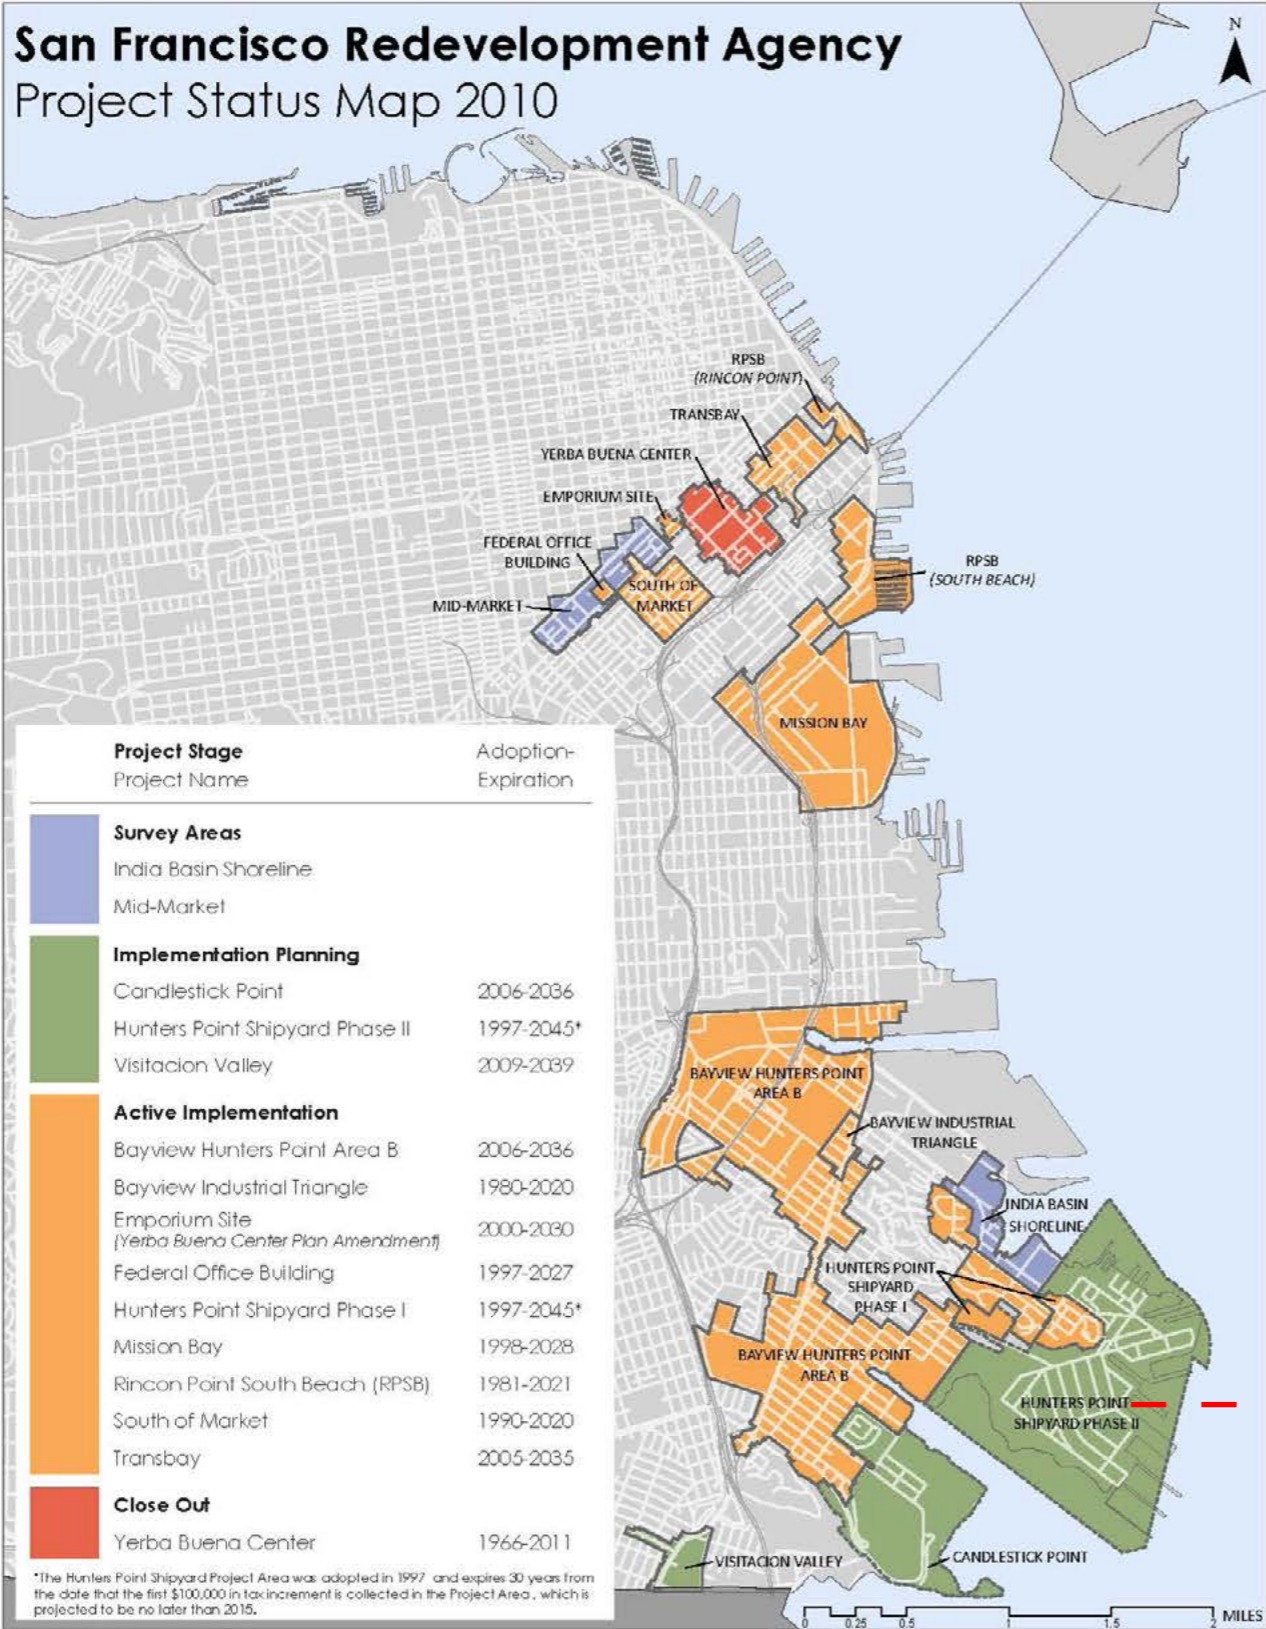 San Francisco Redevelopment Agency
Project Status Map 2010
N
RPSB
(RINCON POINT)
TRANSBAY
YERBA BUENA CENTER
EMPORIUM SITE
FEDERAL OFFICE
BUILDING
MID-MARKET
SOUTH OF
MARKET
RPSB
(SOUTH BEACH)
MISSION BAY
Project Stage Adoption-
Project Name Expiration
Survey Areas
India Basin Shoreline
Mid-Market
Implementation Planning
Candlestick Point 2006-2036
Hunters Point Shipyard Phase II 1997-2045*
Visitacion Valley 2009-2039
Active Implementation
Bayview Hunters Point Area B 2006-2036
Bayview Industrial Triangle 1980-2020
Emporium Site
(Yerba Buena Center Plan Amendment) 2000-2030
Federal Office Building 1997-2027
Hunters Point Shipyard Phase I 1997-2045*
Mission Bay 1998-2028
Rincon Point South Beach (RPSB) 1981-2021
South of Market 1990-2020
Transbay 2005-2035
Close Out
Yerba Buena Center 1966-2011
*The Hunters Point Shipyard Project Area was adopted in 1997 and expires 30 years from
the date that the first $100,000 in tax increment is collected in the Project Area, which is
projected to be no later than 2015.
BAYVIEW HUNTERS POINT
AREA B
BAYVIEW INDUSTRIAL
TRIANGLE
INDIA BASIN
SHORELINE
HUNTERS POINT
SHIPYARD
PHASE I
BAYVIEW HUNTERS POINT
AREA B
HUNTERS POINT
SHIPYARD PHASE II
VISITACION VALLEY
CANDLESTICK POINT
0 0.25 0.5 1 1.5 2 MILES